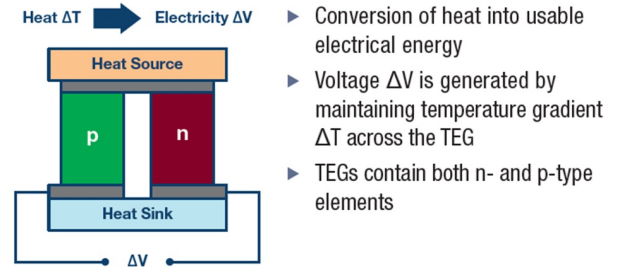 Heat ΔT
Electricity ΔV
Heat Source
p
n
Heat Sink
ΔV
▶ Conversion of heat into usable
electrical energy
▶ Voltage ΔV is generated by
maintaining temperature gradient
ΔT across the TEG
▶ TEGs contain both n- and p-type
elements